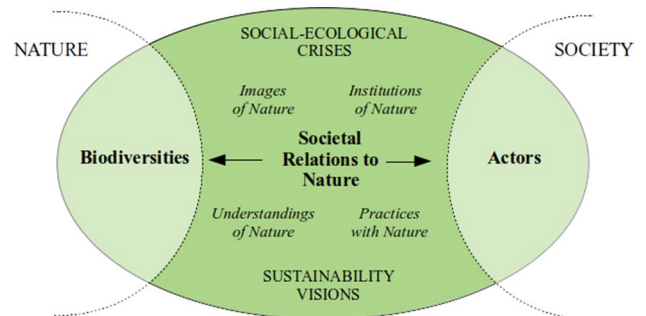 SOCIAL-ECOLOGICAL
CRISES
NATURE
SOCIETY
Images
of Nature
Institutions
of Nature
Biodiversities
Societal
Relations to
Nature
Actors
Understandings
of Nature
Practices
with Nature
SUSTAINABILITY
VISIONS